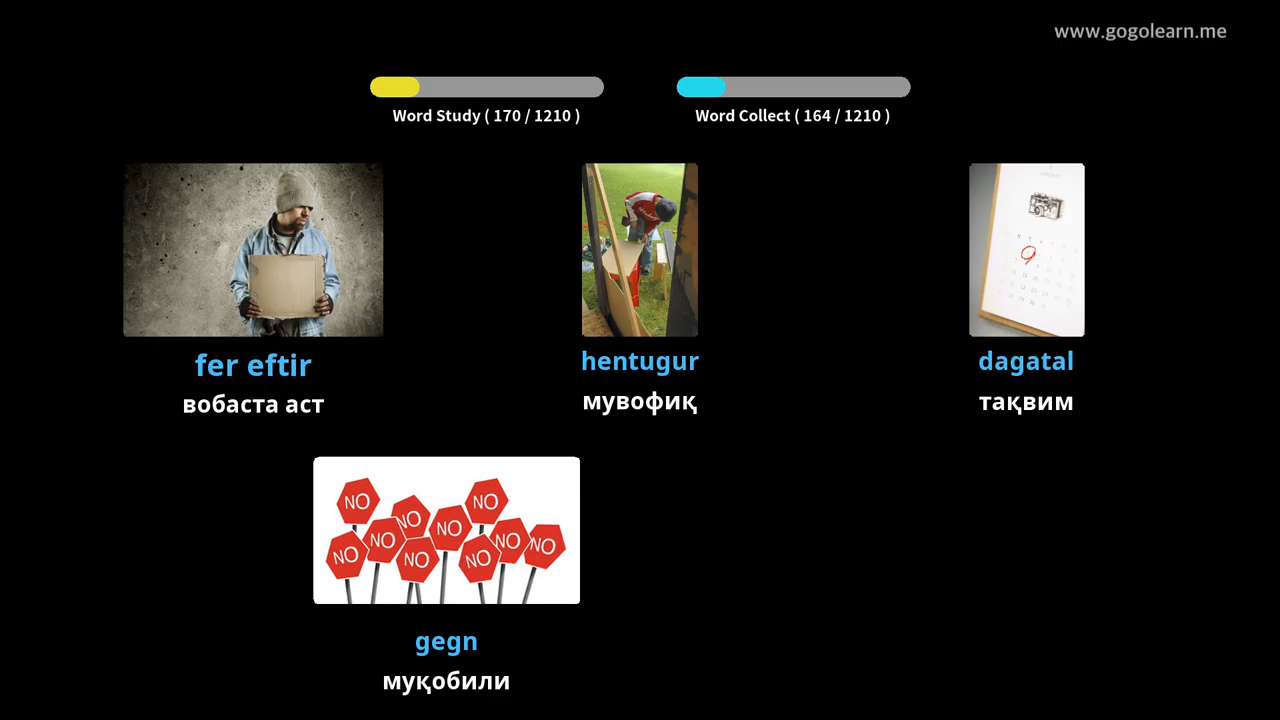 www.gogolearn.me
Word Study ( 170 / 1210 )
Word Collect ( 164 / 1210 )
fer eftir
вобаста аст
hentugur
мувофиқ
dagatal
тақвим
NO
NO
NO
NO
NO
NO
NO
NO
NO
NO
gegn
муқобили